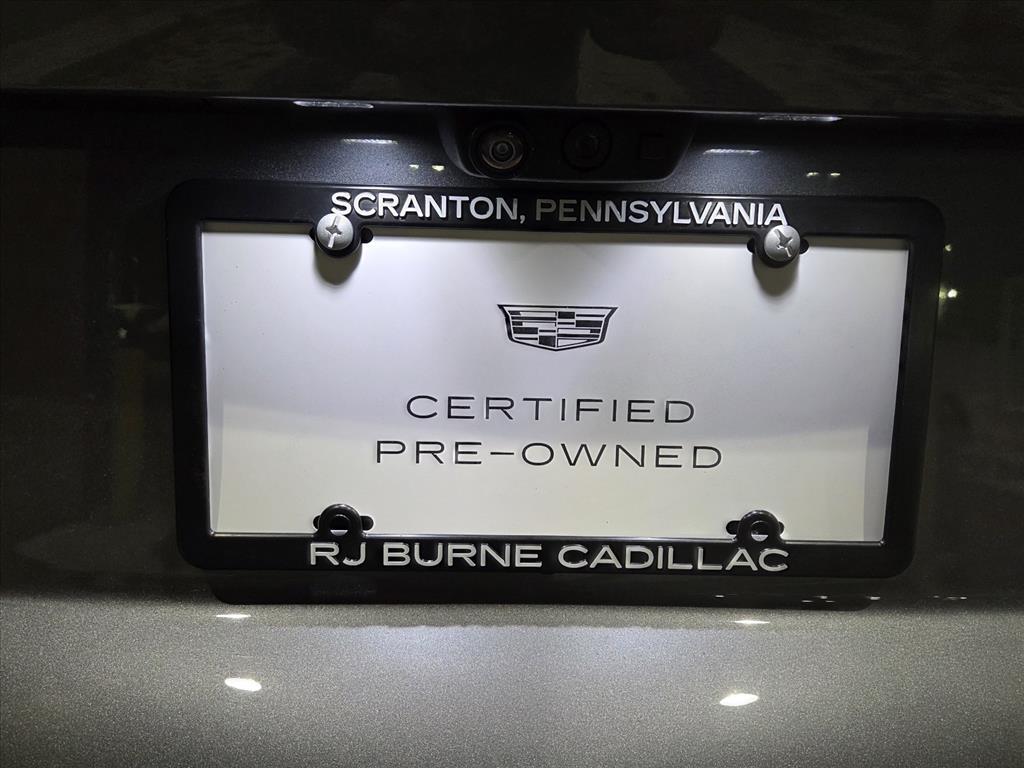 SCRANTON, PENNSYLVANIA
CERTIFIED
PRE-OWNED
RJ BURNE CADILLAC